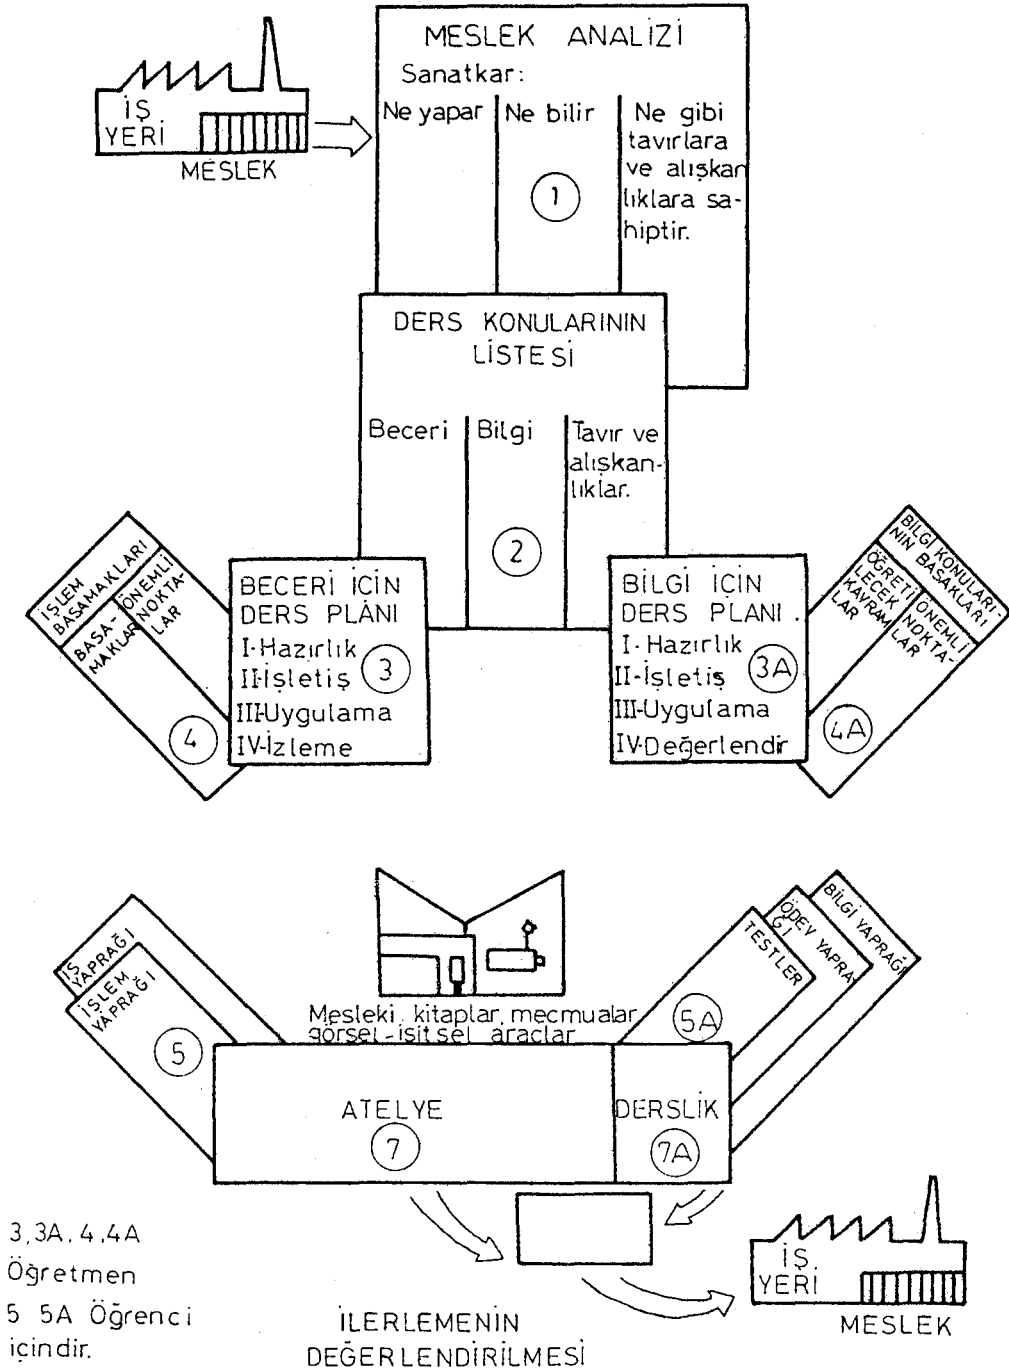 MESLEK ANALİZİ
Sanatkar:
Ne yapar
Ne bilir
Ne gibi
tavırlara
ve alışkan
lıklara sa-
hiptir.
1
İŞ
YERİ
MESLEK
DERS KONULARININ
LİSTESİ
Beceri
Bilgi
Tavır ve
alışkan-
lıklar.
2
İŞLEM
BASAMAKLARI
BASA-
MAKLAR
ÖNEMLİ
NOKTA-
LAR
4
BECERİ İÇİN
DERS PLÂNI
I-Hazırlık
II-İşletiş
III-Uygulama
IV-İzleme
3
BİLGİ İÇİN
DERS PLANI.
I-Hazırlık
II-İşletiş
III-Uygulama
IV-Değerlendir
3A
BİLGİ KONULARI-
NIN BASAKLARI
ÖĞRETİ
LECEK
KAVRAM
LAR
ÖNEMLİ
NOKTA-
LAR
4A
İŞ
YAPRAĞI
İŞLEM
YAPRAĞI
5
Mesleki kitaplar, mecmualar
görsel-işitsel araçlar
TESTLER
ÖDEV YAPRA
ĞI
BİLGİ YAPRAĞI
5A
ATELYE
7
DERSLİK
7A
3,3A.4.4A
Öğretmen
5 5A Öğrenci
içindir.
İLERLEMENİN
DEĞERLENDİRİLMESİ
İŞ
YERİ
MESLEK